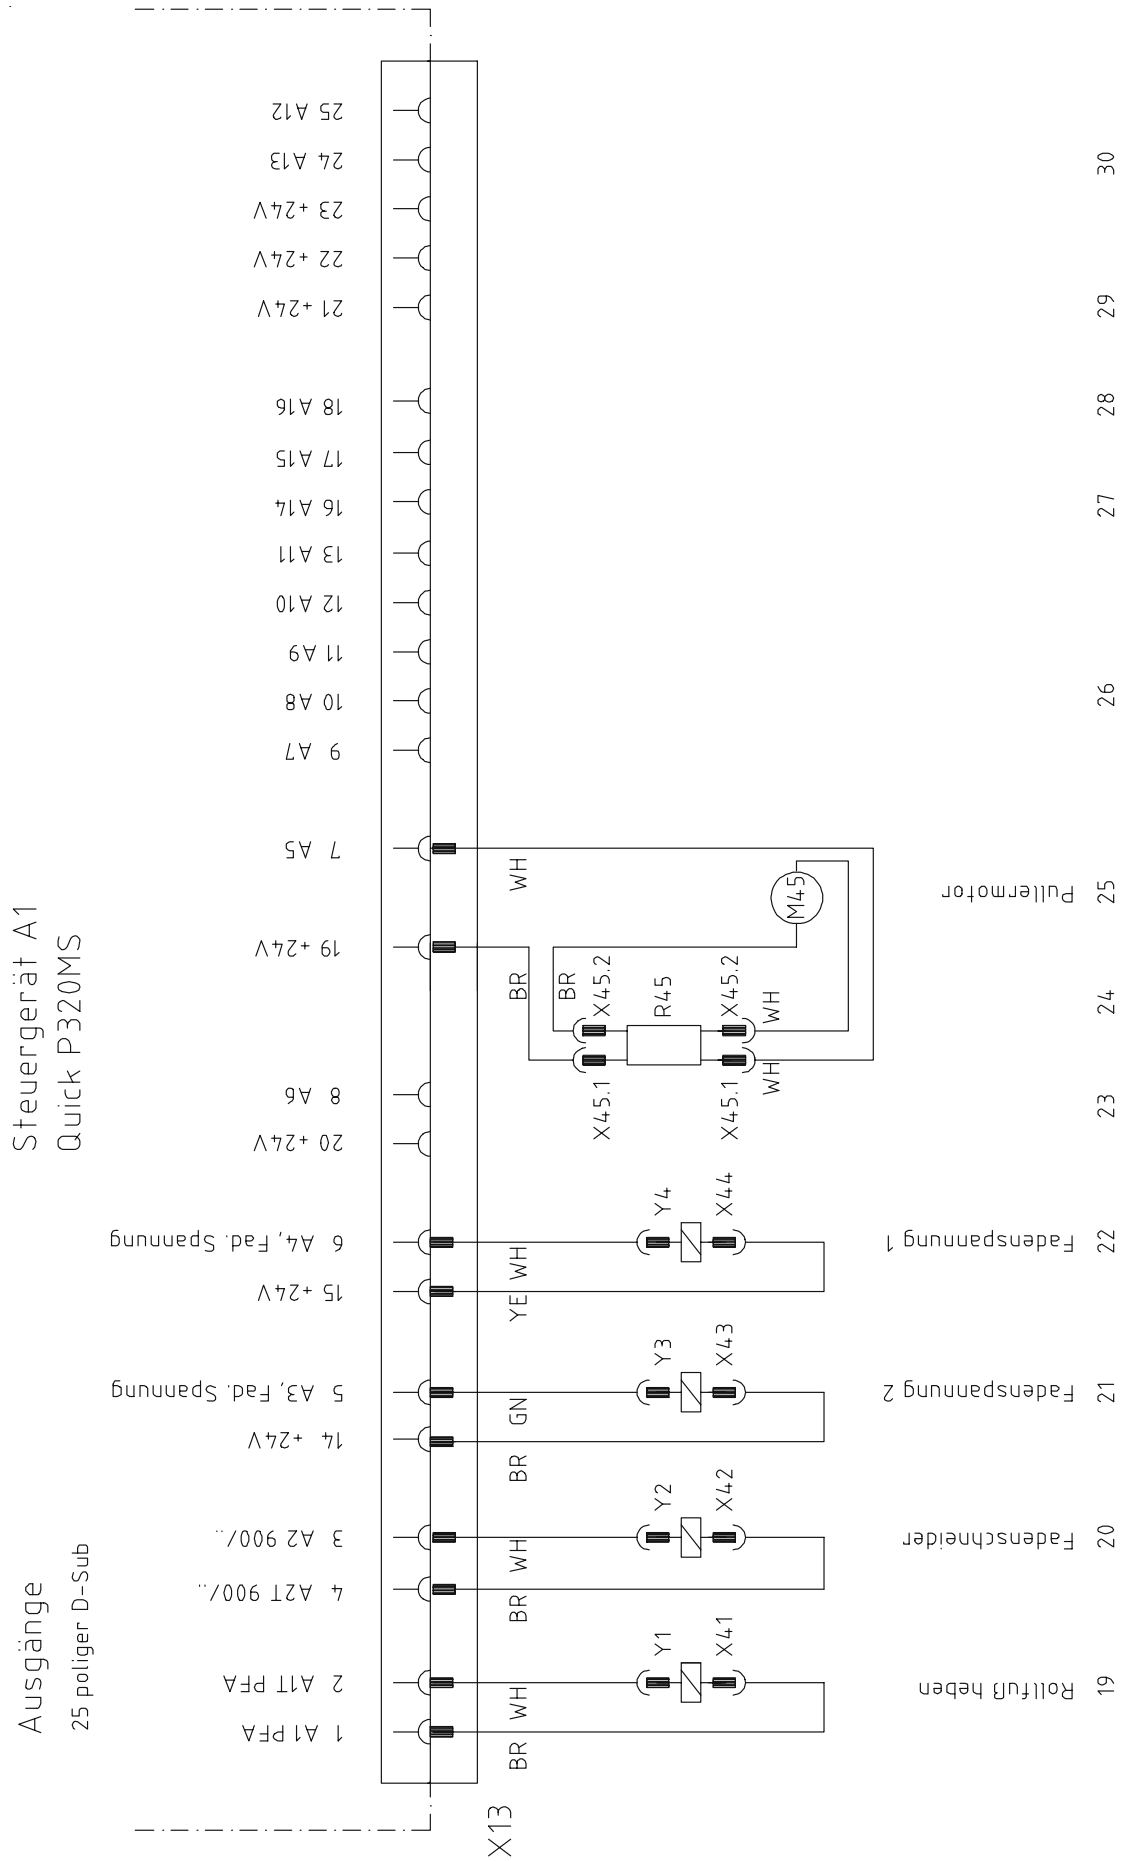 Ausgänge
25 poliger D-Sub
Steuergerät A1
Quick P320MS
1 A1 PFA
2 A1T PFA
4 A2T 900/..
3 A2 900/..
14 +24V
5 A3, Fad. Spannung
15 +24V
6 A4, Fad. Spannung
20 +24V
8 A6
19 +24V
7 A5
9 A7
10 A8
11 A9
12 A10
13 A11
16 A14
17 A15
18 A16
21 +24V
22 +24V
23 +24V
24 A13
25 A12
X13
BR
WH
BR
WH
BR
GN
YE
WH
BR
WH
BR
Y1
X41
Y2
X42
Y3
X43
Y4
X44
X45.1
X45.2
R45
X45.1
X45.2
WH
WH
M45
Rollfuß heben
Fadenschneider
Fadenspannung 2
Fadenspannung 1
Pullermotor
19
20
21
22
23
24
25
26
27
28
29
30